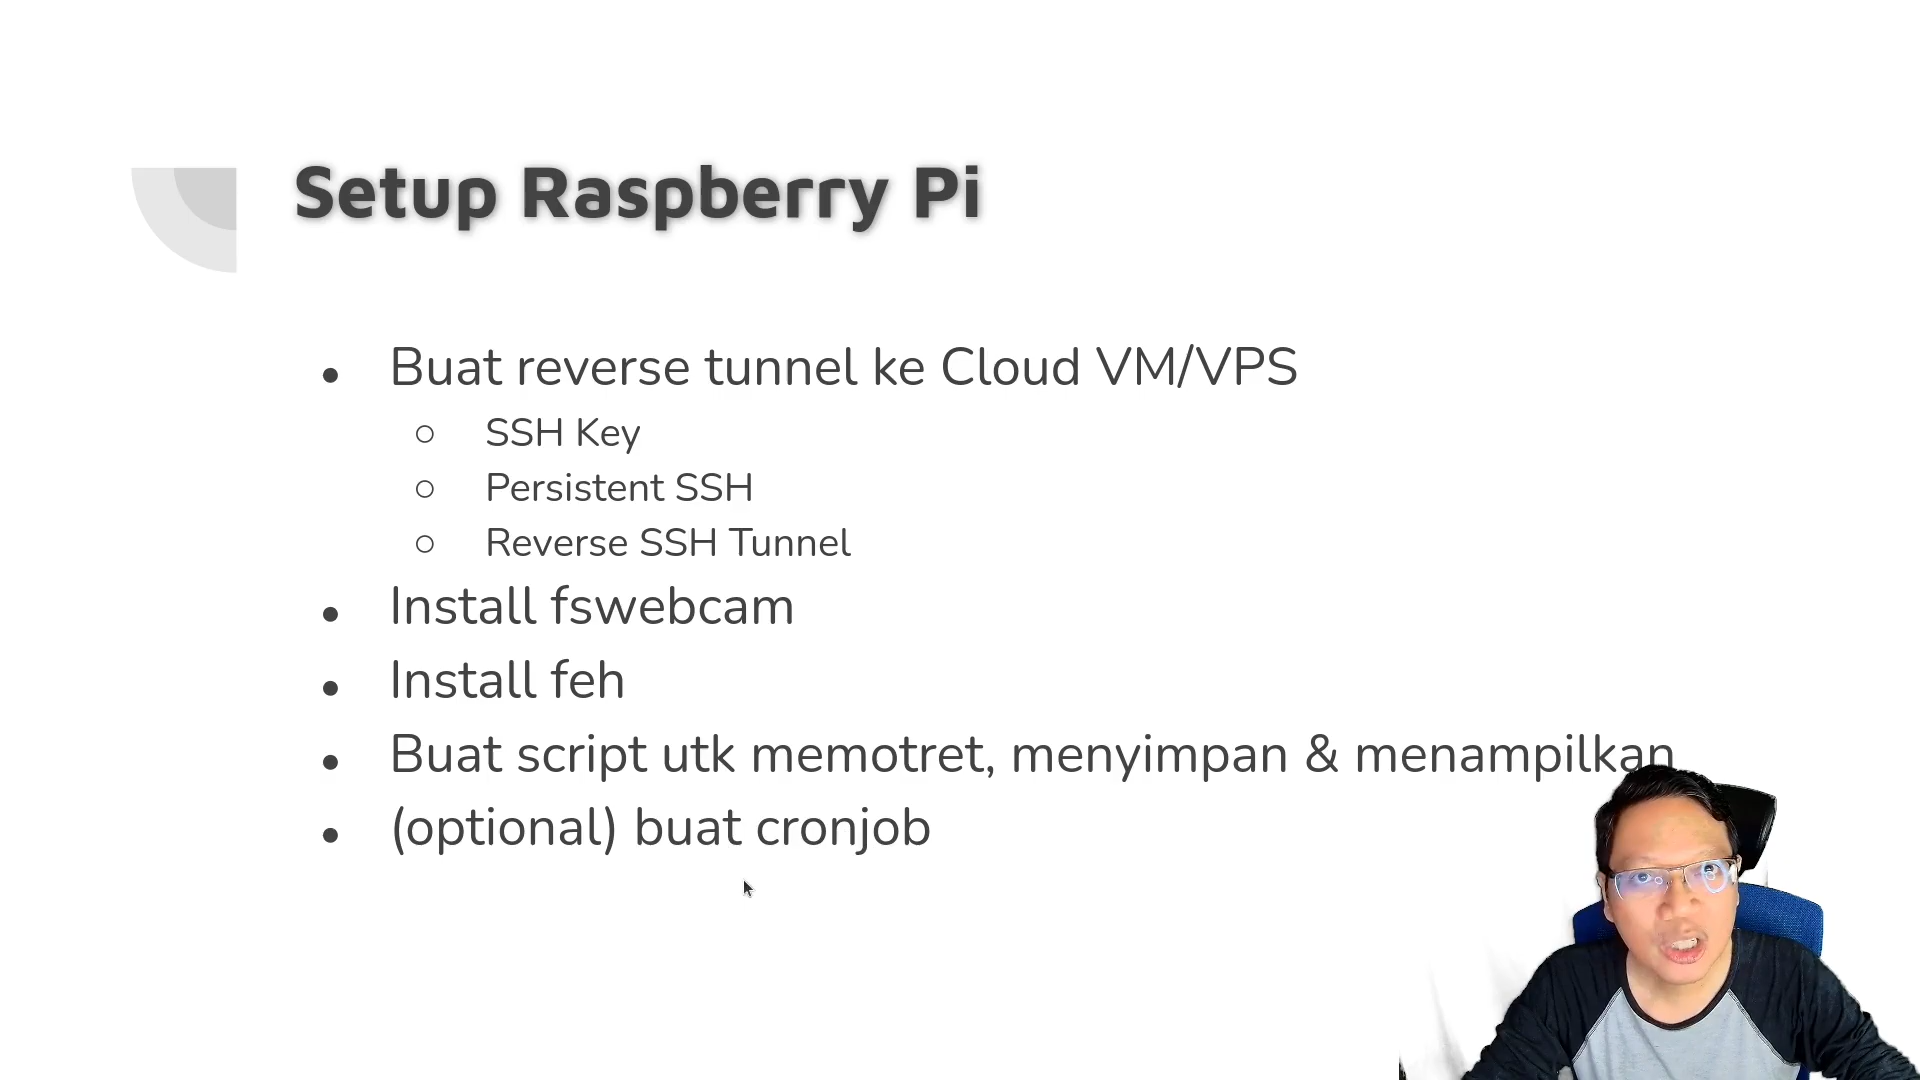 Setup Raspberry Pi
● Buat reverse tunnel ke Cloud VM/VPS
○ SSH Key
○ Persistent SSH
○ Reverse SSH Tunnel
● Install fswebcam
● Install feh
● Buat script utk memotret, menyimpan & menampilkan
● (optional) buat cronjob